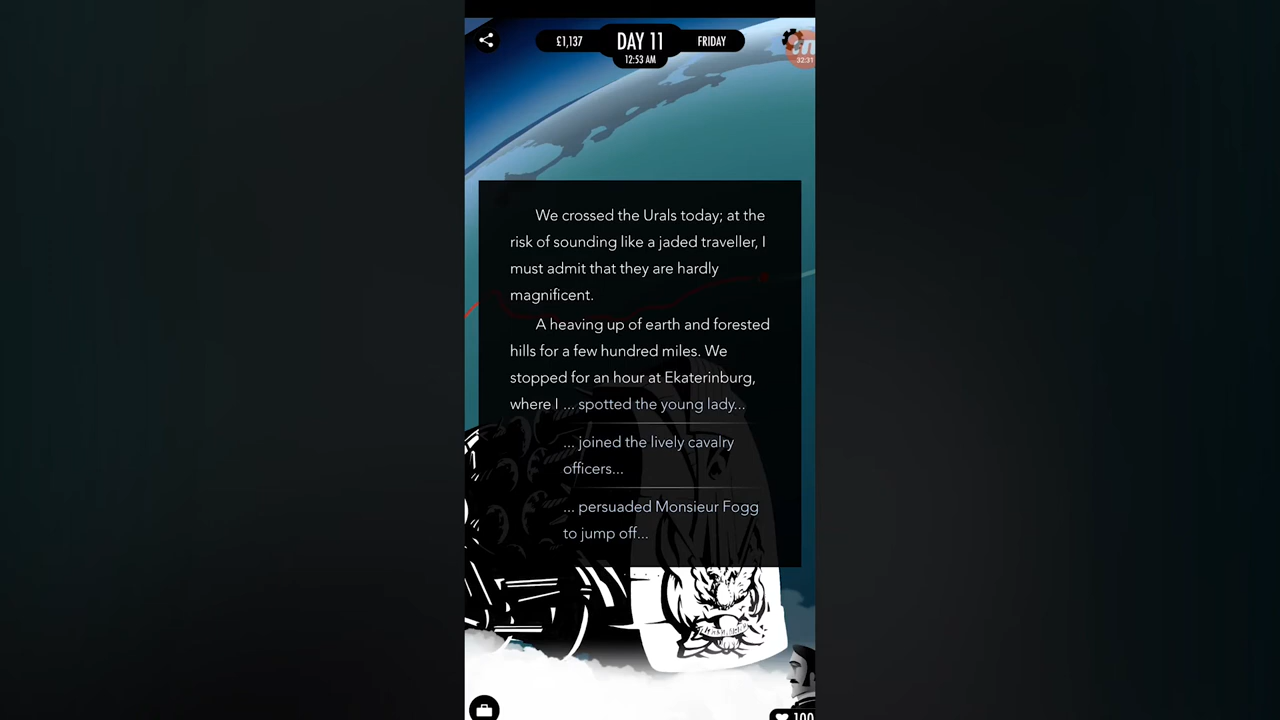 £1,137
DAY 11
FRIDAY
12:53 AM
32:31
We crossed the Urals today; at the
risk of sounding like a jaded traveller, I
must admit that they are hardly
magnificent.
A heaving up of earth and forested
hills for a few hundred miles. We
stopped for an hour at Ekaterinburg,
where I ... spotted the young lady...
... joined the lively cavalry
officers...
... persuaded Monsieur Fogg
to jump off...
100